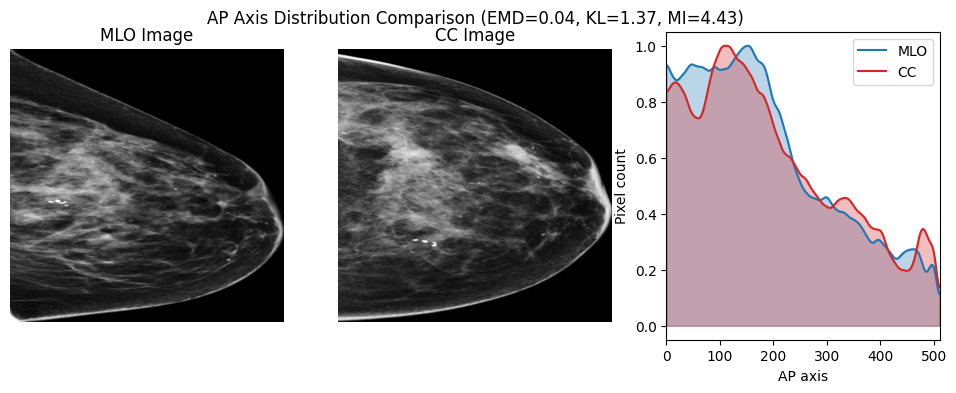 AP Axis Distribution Comparison (EMD=0.04, KL=1.37, MI=4.43)
MLO Image
CC Image
MLO
CC
Pixel count
1.0
0.8
0.6
0.4
0.2
0.0
0 100 200 300 400 500
AP axis